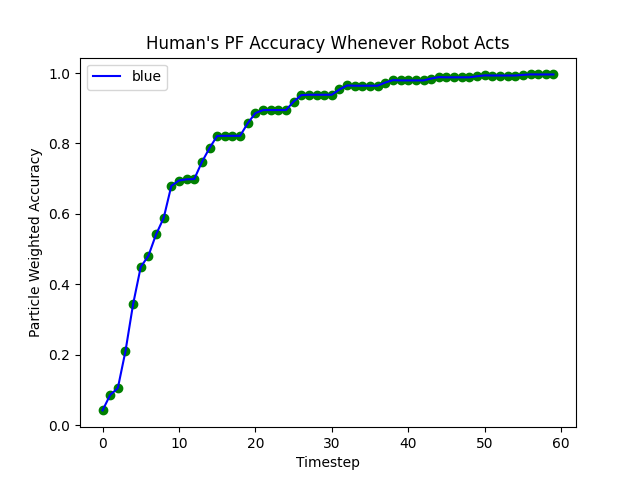 Human's PF Accuracy Whenever Robot Acts
blue
1.0
0.8
0.6
0.4
0.2
0.0
Particle Weighted Accuracy
0 10 20 30 40 50 60
Timestep